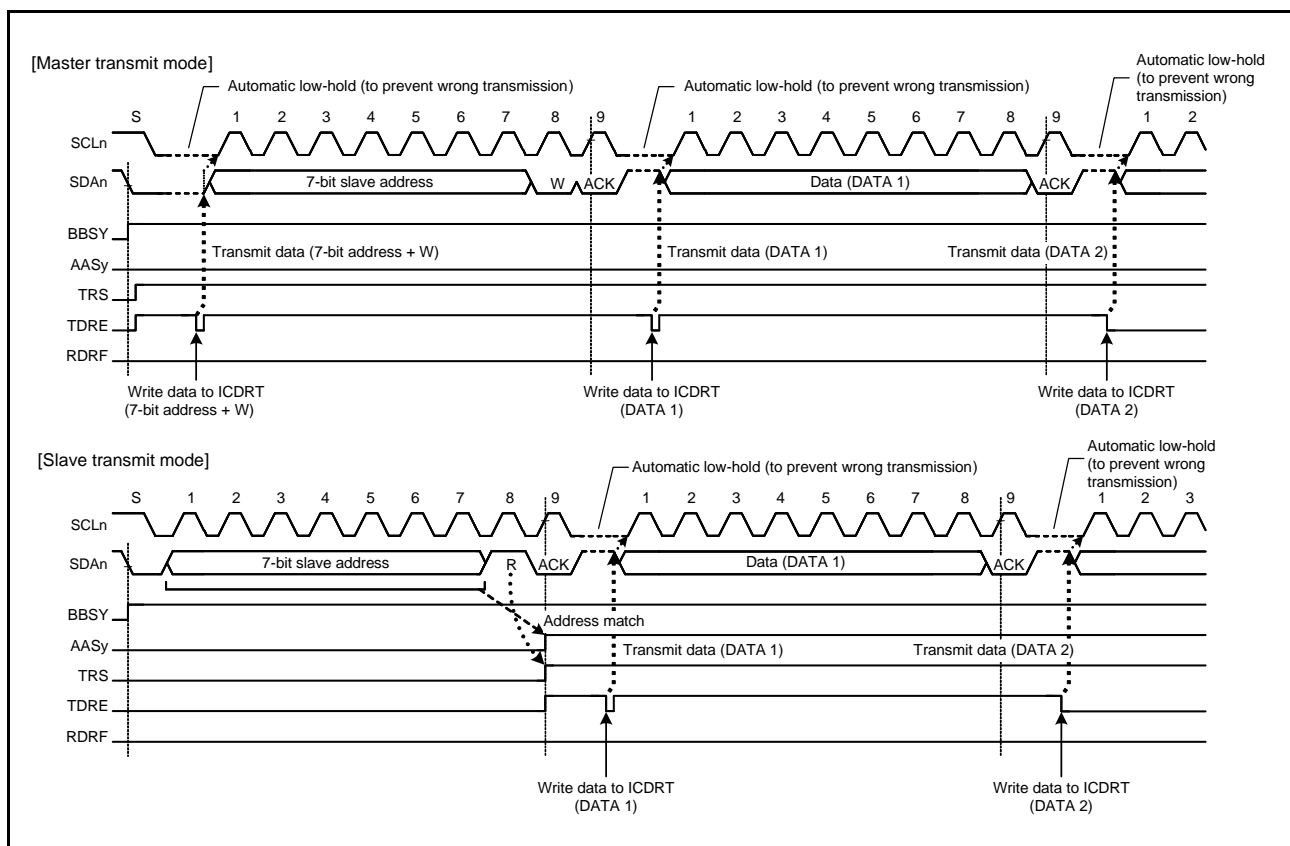 [Master transmit mode]
Automatic low-hold (to prevent wrong transmission)
Automatic low-hold (to prevent wrong transmission)
Automatic low-hold
(to prevent wrong
transmission)
S 1 2 3 4 5 6 7 8 9 1 2 3 4 5 6 7 8 9 1 2
SCLn
SDAn 7-bit slave address W ACK Data (DATA 1) ACK
BBSY
Transmit data (7-bit address + W) Transmit data (DATA 1) Transmit data (DATA 2)
AASy
TRS
TDRE
RDRF
Write data to ICDRT
(7-bit address + W)
Write data to ICDRT
(DATA 1)
Write data to ICDRT
(DATA 2)
[Slave transmit mode]
Automatic low-hold (to prevent wrong transmission)
Automatic low-hold
(to prevent wrong
transmission)
S 1 2 3 4 5 6 7 8 9 1 2 3 4 5 6 7 8 9 1 2 3
SCLn
SDAn 7-bit slave address R ACK Data (DATA 1) ACK
BBSY
Address match
AASy
Transmit data (DATA 1) Transmit data (DATA 2)
TRS
TDRE
RDRF
Write data to ICDRT
(DATA 1)
Write data to ICDRT
(DATA 2)